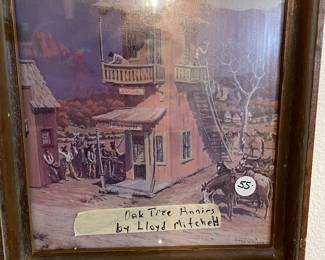 55.
Oak Tree Annies
by Lloyd Mitchell